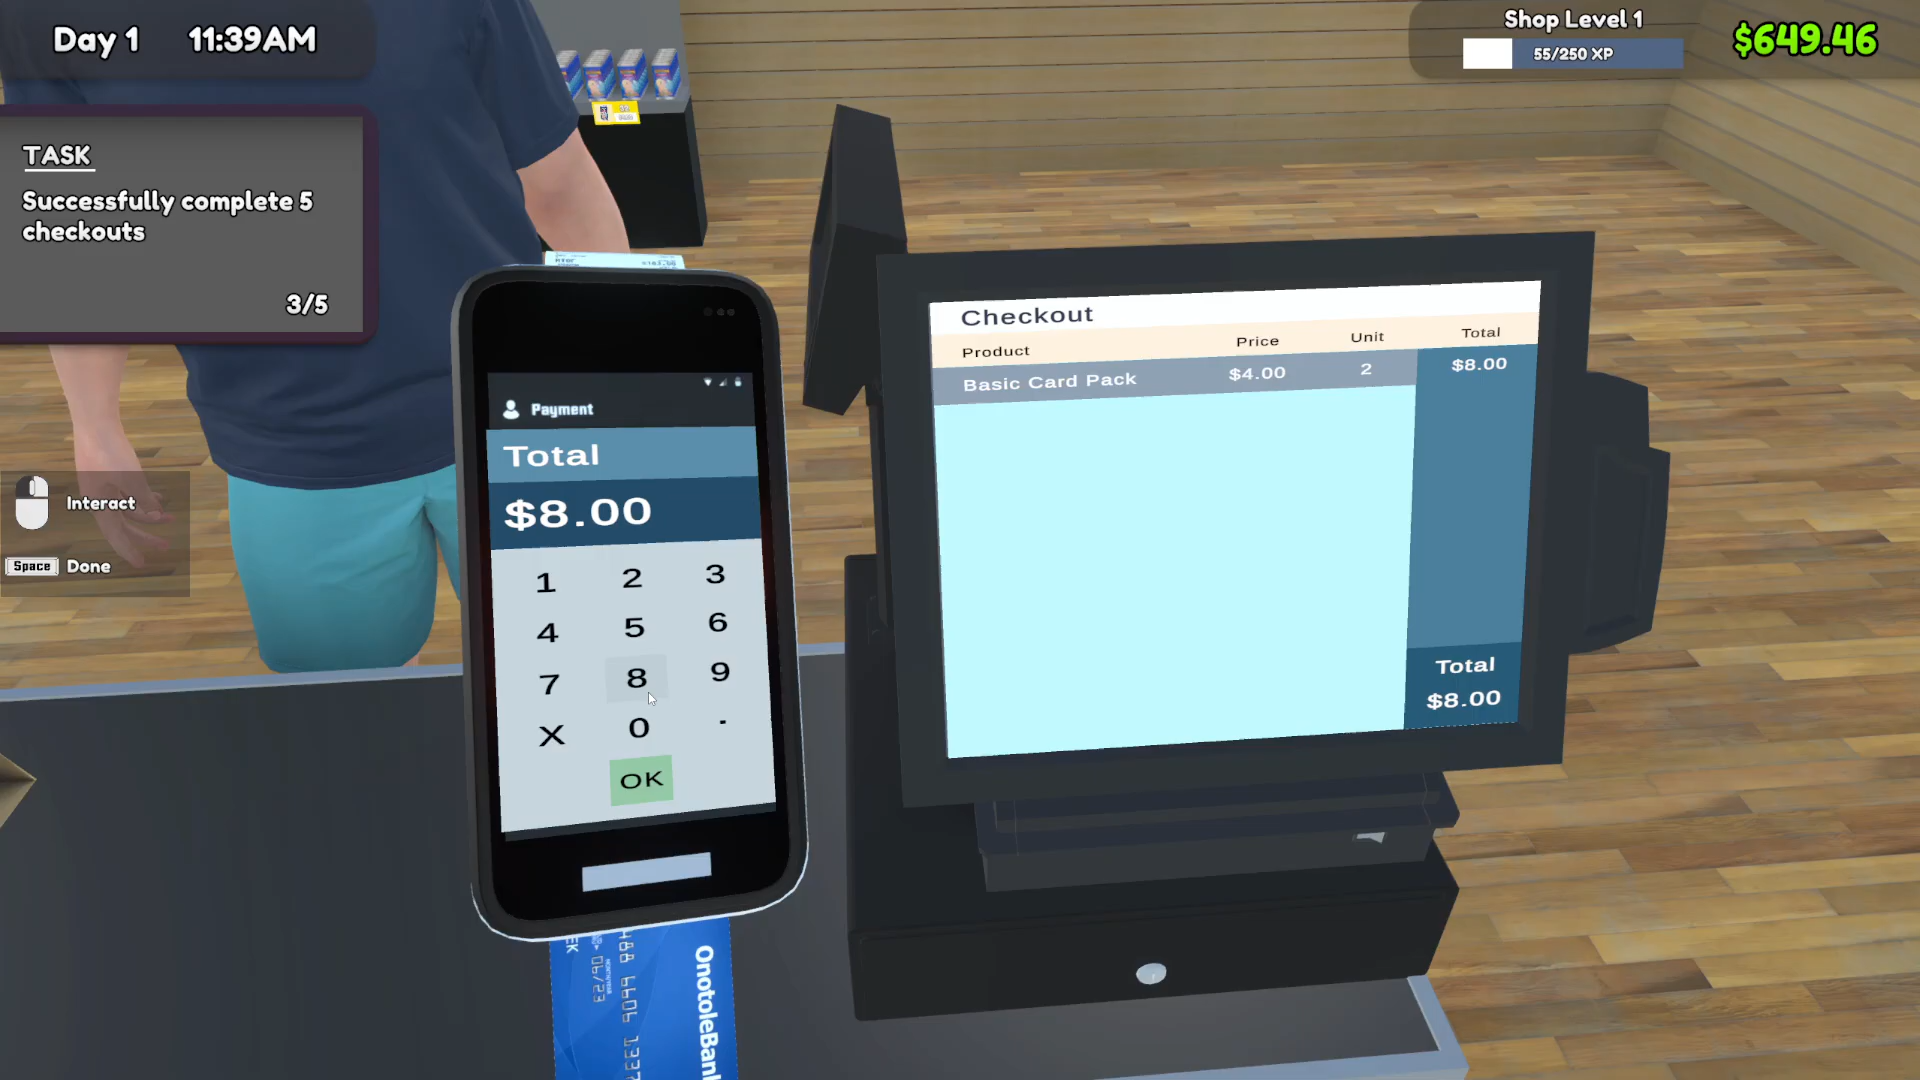 Day 1 11:39AM
Shop Level 1
55/250 XP
$649.46
TASK
Successfully complete 5
checkouts
3/5
Interact
Space Done
Payment
Total
$8.00
1 2 3
4 5 6
7 8 9
X 0 .
OK
Checkout
Product Price Unit Total
Basic Card Pack $4.00 2 $8.00
Total
$8.00
OnotoleBank
06/23